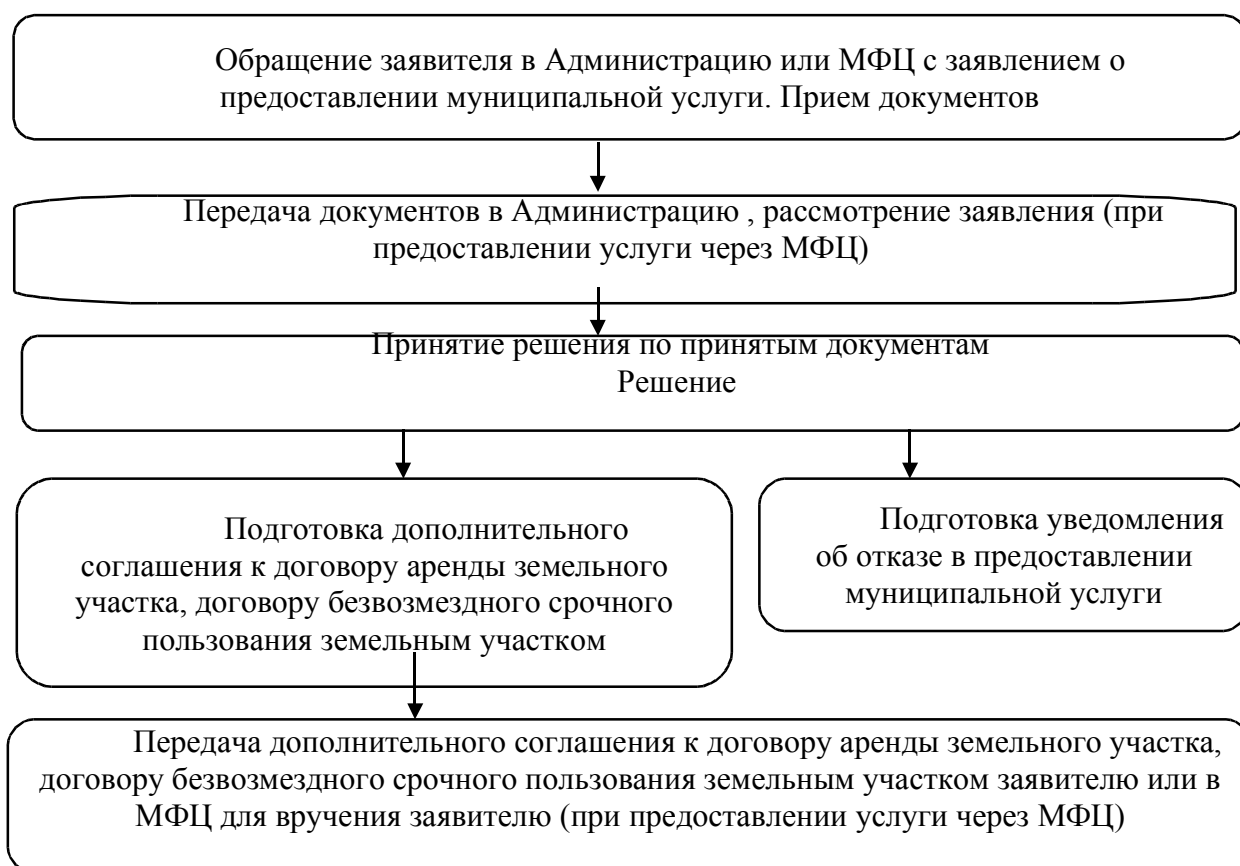 Обращение заявителя в Администрацию или МФЦ с заявлением о
предоставлении муниципальной услуги. Прием документов
Передача документов в Администрацию , рассмотрение заявления (при
предоставлении услуги через МФЦ)
Принятие решения по принятым документам
Решение
Подготовка дополнительного
соглашения к договору аренды земельного
участка, договору безвозмездного срочного
пользования земельным участком
Подготовка уведомления
об отказе в предоставлении
муниципальной услуги
Передача дополнительного соглашения к договору аренды земельного участка,
договору безвозмездного срочного пользования земельным участком заявителю или в
МФЦ для вручения заявителю (при предоставлении услуги через МФЦ)